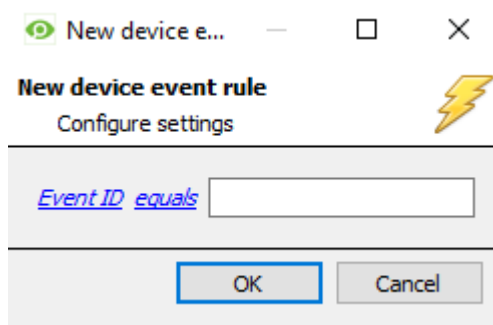 New device e...
New device event rule
Configure settings
Event ID equals
OK Cancel